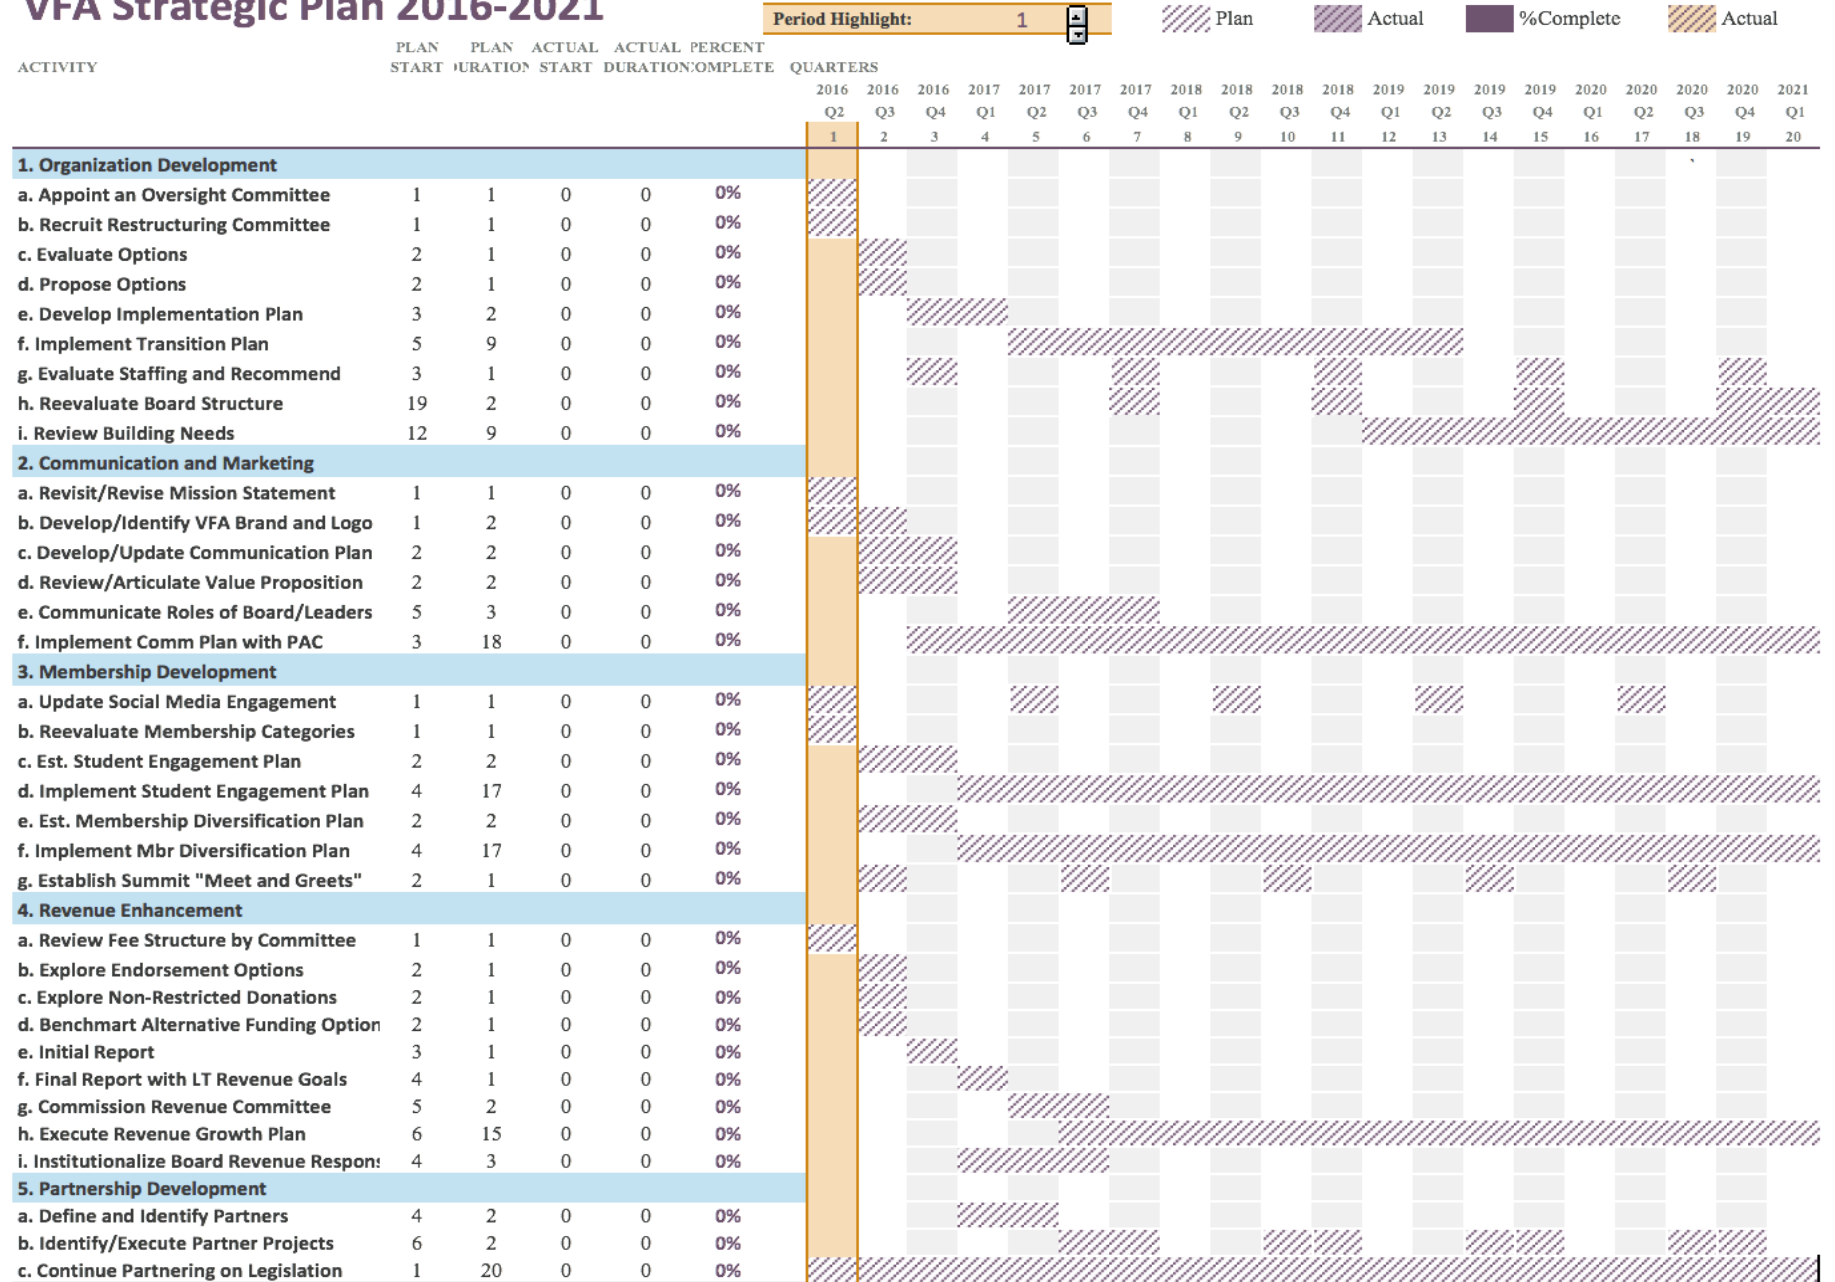 VFA Strategic Plan 2016-2021
Period Highlight: 1 Plan Actual %Complete Actual
PLAN PLAN ACTUAL ACTUAL PERCENT
ACTIVITY START URATION START DURATION OMPLETE QUARTERS
2016 2016 2016 2017 2017 2017 2017 2018 2018 2018 2018 2019 2019 2019 2019 2020 2020 2020 2020 2021
Q2 Q3 Q4 Q1 Q2 Q3 Q4 Q1 Q2 Q3 Q4 Q1 Q2 Q3 Q4 Q1 Q2 Q3 Q4 Q1
1 2 3 4 5 6 7 8 9 10 11 12 13 14 15 16 17 18 19 20
1. Organization Development
a. Appoint an Oversight Committee 1 1 0 0 0%
b. Recruit Restructuring Committee 1 1 0 0 0%
c. Evaluate Options 2 1 0 0 0%
d. Propose Options 2 1 0 0 0%
e. Develop Implementation Plan 3 2 0 0 0%
f. Implement Transition Plan 5 9 0 0 0%
g. Evaluate Staffing and Recommend 3 1 0 0 0%
h. Reevaluate Board Structure 19 2 0 0 0%
i. Review Building Needs 12 9 0 0 0%
2. Communication and Marketing
a. Revisit/Revise Mission Statement 1 1 0 0 0%
b. Develop/Identify VFA Brand and Logo 1 2 0 0 0%
c. Develop/Update Communication Plan 2 2 0 0 0%
d. Review/Articulate Value Proposition 2 2 0 0 0%
e. Communicate Roles of Board/Leaders 5 3 0 0 0%
f. Implement Comm Plan with PAC 3 18 0 0 0%
3. Membership Development
a. Update Social Media Engagement 1 1 0 0 0%
b. Reevaluate Membership Categories 1 1 0 0 0%
c. Est. Student Engagement Plan 2 2 0 0 0%
d. Implement Student Engagement Plan 4 17 0 0 0%
e. Est. Membership Diversification Plan 2 2 0 0 0%
f. Implement Mbr Diversification Plan 4 17 0 0 0%
g. Establish Summit "Meet and Greets" 2 1 0 0 0%
4. Revenue Enhancement
a. Review Fee Structure by Committee 1 1 0 0 0%
b. Explore Endorsement Options 2 1 0 0 0%
c. Explore Non-Restricted Donations 2 1 0 0 0%
d. Benchmart Alternative Funding Option 2 1 0 0 0%
e. Initial Report 3 1 0 0 0%
f. Final Report with LT Revenue Goals 4 1 0 0 0%
g. Commission Revenue Committee 5 2 0 0 0%
h. Execute Revenue Growth Plan 6 15 0 0 0%
i. Institutionalize Board Revenue Respons 4 3 0 0 0%
5. Partnership Development
a. Define and Identify Partners 4 2 0 0 0%
b. Identify/Execute Partner Projects 6 2 0 0 0%
c. Continue Partnering on Legislation 1 20 0 0 0%